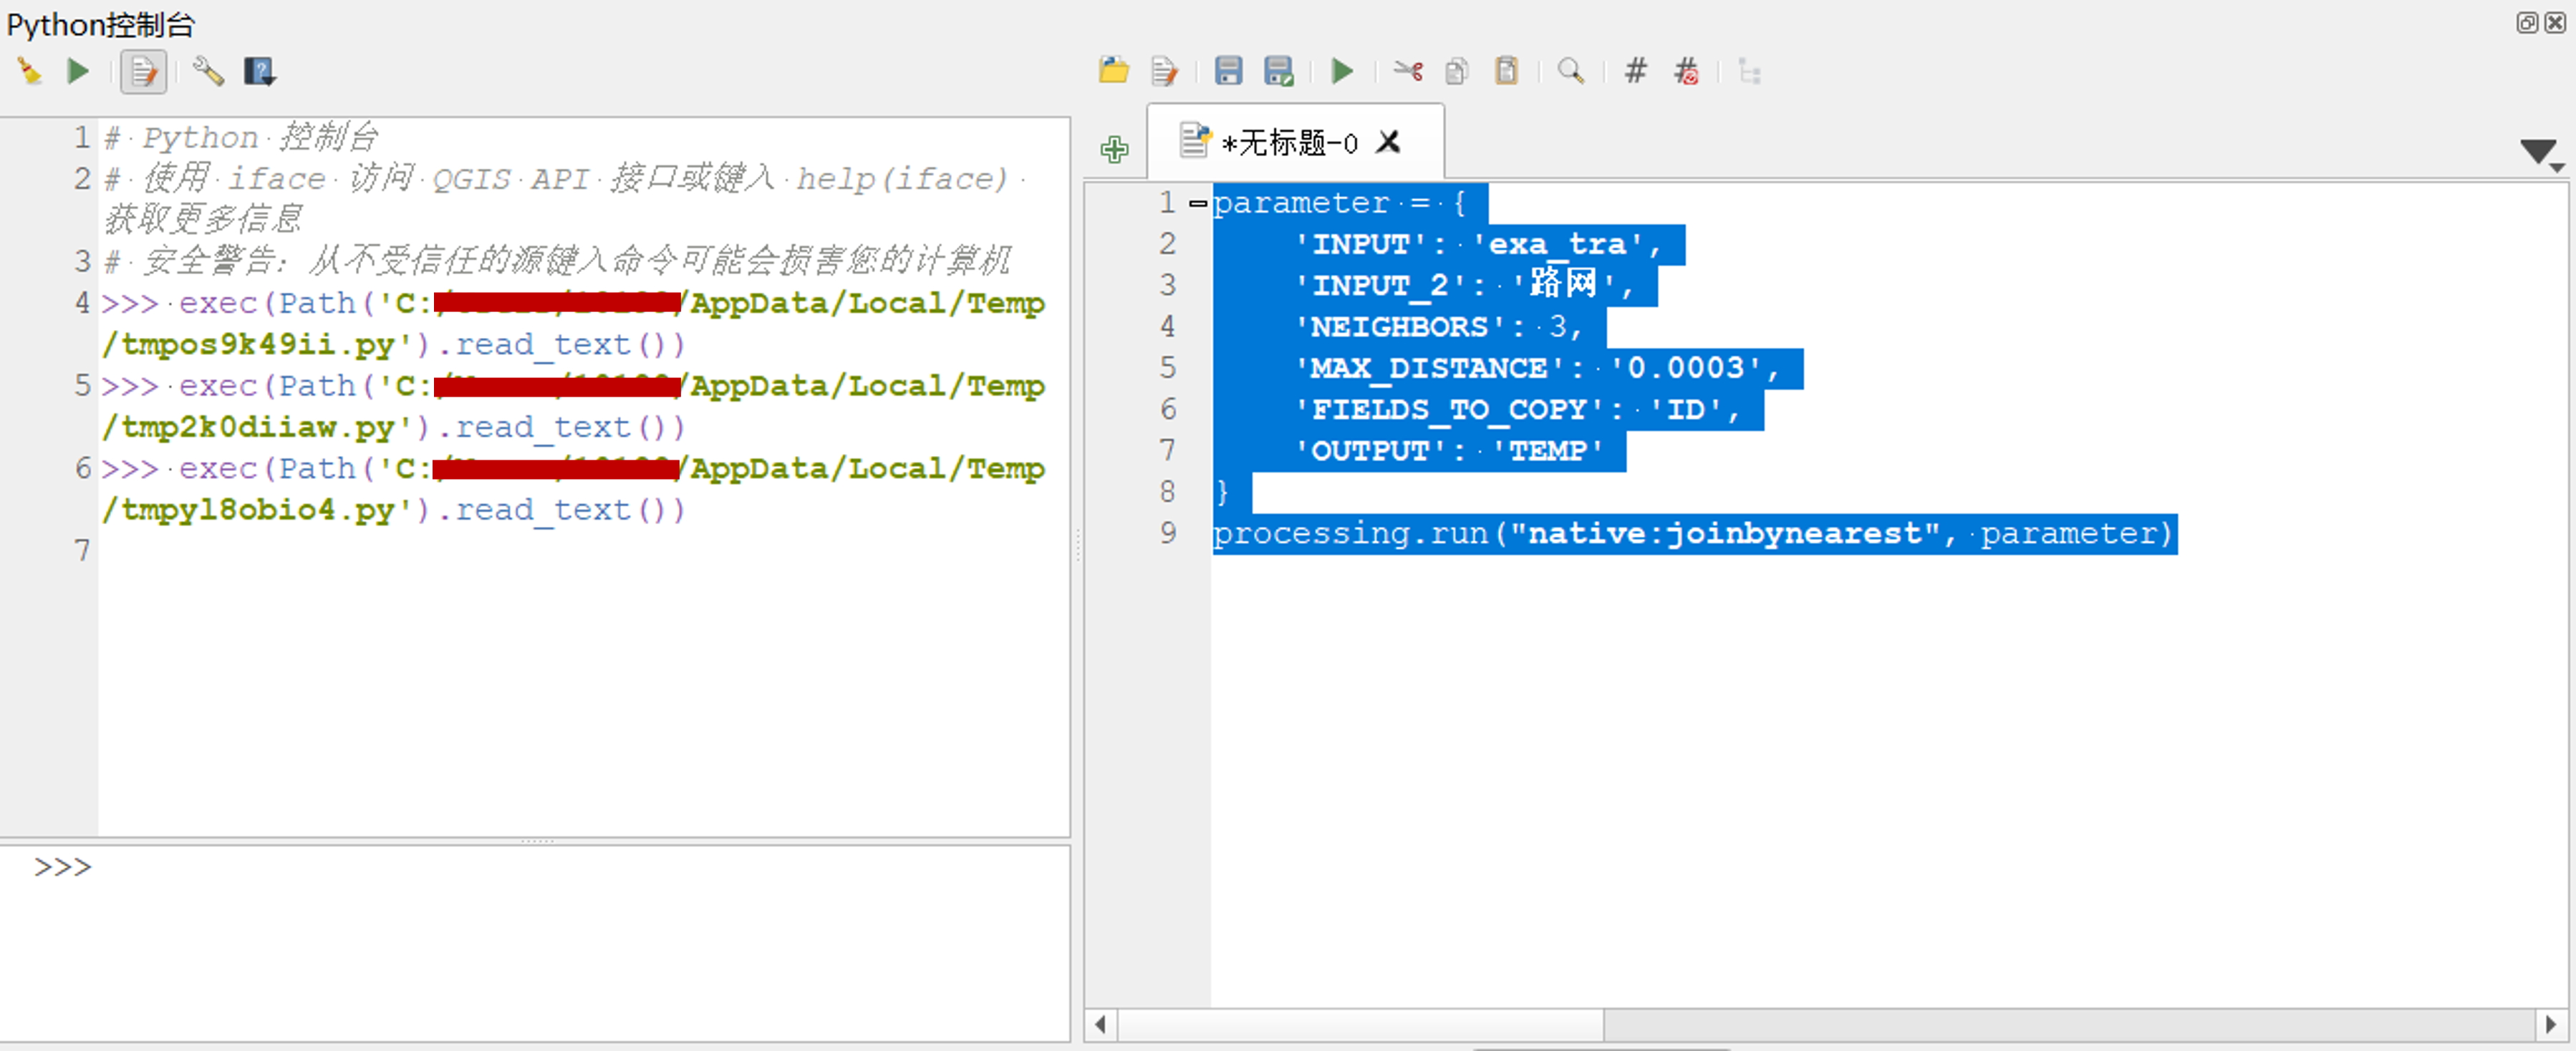 Python控制台
1 # Python 控制台
2 # 使用 iface 访问 QGIS API 接口或键入 help(iface)
获取更多信息
3 # 安全警告: 从不受信任的源键入命令可能会损害您的计算机
4 >>> exec(Path('C:/AppData/Local/Temp
/tmpos9k49ii.py').read_text())
5 >>> exec(Path('C:/AppData/Local/Temp
/tmp2k0diiaw.py').read_text())
6 >>> exec(Path('C:/AppData/Local/Temp
/tmpyl8obio4.py').read_text())
7
>>>
*无标题-0
1 parameter = {
2 'INPUT': 'exa_tra',
3 'INPUT_2': '路网',
4 'NEIGHBORS': 3,
5 'MAX_DISTANCE': '0.0003',
6 'FIELDS_TO_COPY': 'ID',
7 'OUTPUT': 'TEMP'
8 }
9 processing.run("native:joinbynearest", parameter)